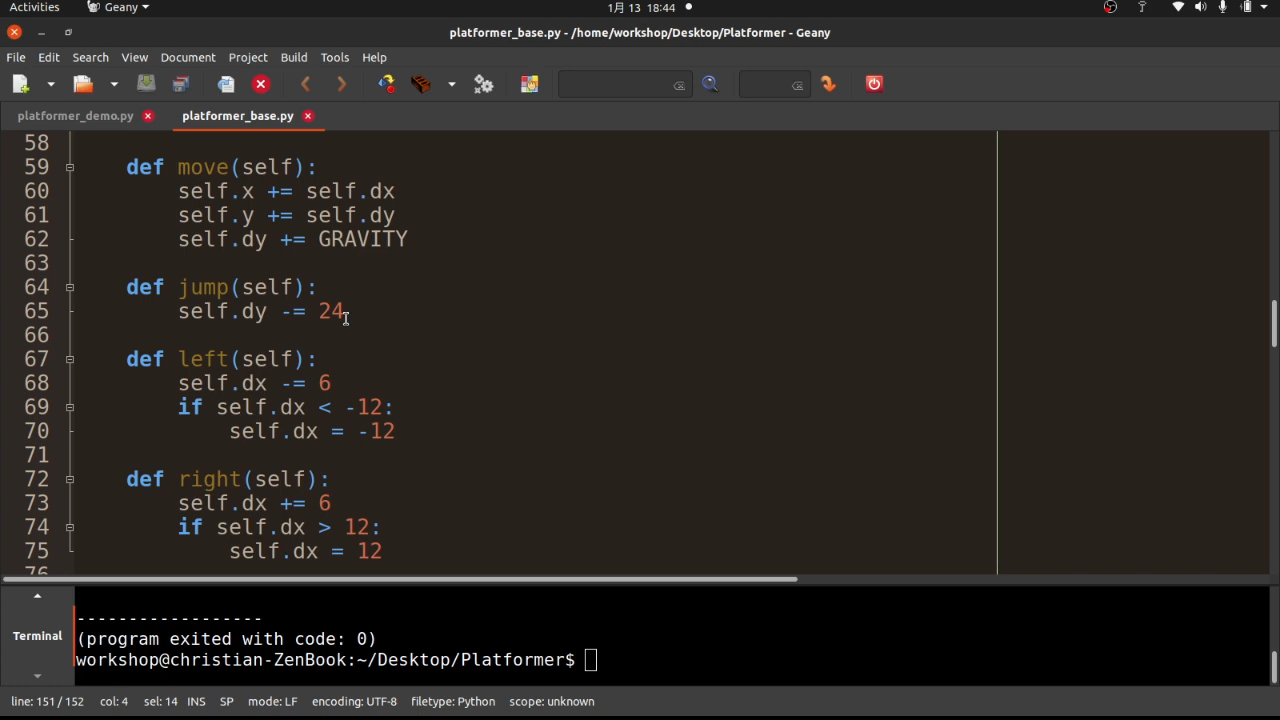 Activities Geany 1月 13 18:44
platformer_base.py - /home/workshop/Desktop/Platformer - Geany
File Edit Search View Document Project Build Tools Help
platformer_demo.py platformer_base.py
58
59 def move(self):
60 self.x += self.dx
61 self.y += self.dy
62 self.dy += GRAVITY
63
64 def jump(self):
65 self.dy -= 24
66
67 def left(self):
68 self.dx -= 6
69 if self.dx < -12:
70 self.dx = -12
71
72 def right(self):
73 self.dx += 6
74 if self.dx > 12:
75 self.dx = 12
76
------------------
Terminal (program exited with code: 0)
workshop@christian-ZenBook:~/Desktop/Platformer$
line: 151 / 152 col: 4 sel: 14 INS SP mode: LF encoding: UTF-8 filetype: Python scope: unknown